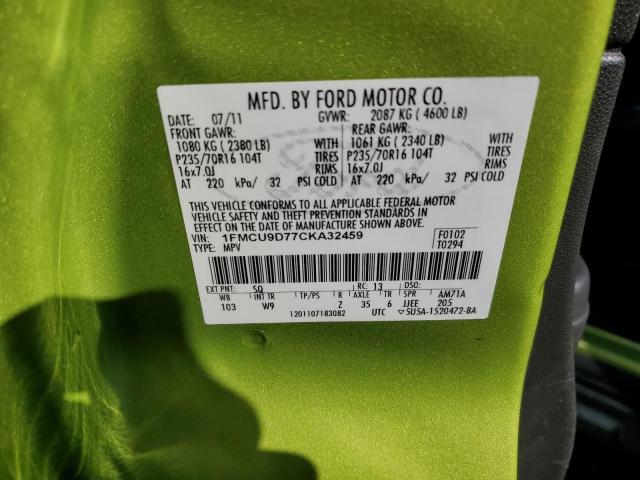 MFD. BY FORD MOTOR CO.
DATE: 07/11 GVWR: 2087 KG ( 4600 LB)
FRONT GAWR: REAR GAWR:
1080 KG ( 2380 LB) WITH 1061 KG ( 2340 LB) WITH
P235/70R16 104T TIRES P235/70R16 104T TIRES
16x7.0J RIMS 16x7.0J RIMS
AT 220 kPa/ 32 PSI COLD AT 220 kPa/ 32 PSI COLD
THIS VEHICLE CONFORMS TO ALL APPLICABLE FEDERAL MOTOR
VEHICLE SAFETY AND THEFT PREVENTION STANDARDS IN
EFFECT ON THE DATE OF MANUFACTURE SHOWN ABOVE.
VIN: 1FMCU9D77CKA32459 F0102
TYPE: MPV T0294
EXT PNT: SQ RC: 13 DSO:
WB INT TR TP/PS R AXLE TR SPR AM71A
103 W9 Z 35 6 JJEE 205
1201107183082 UTC 5U5A-1520472-BA